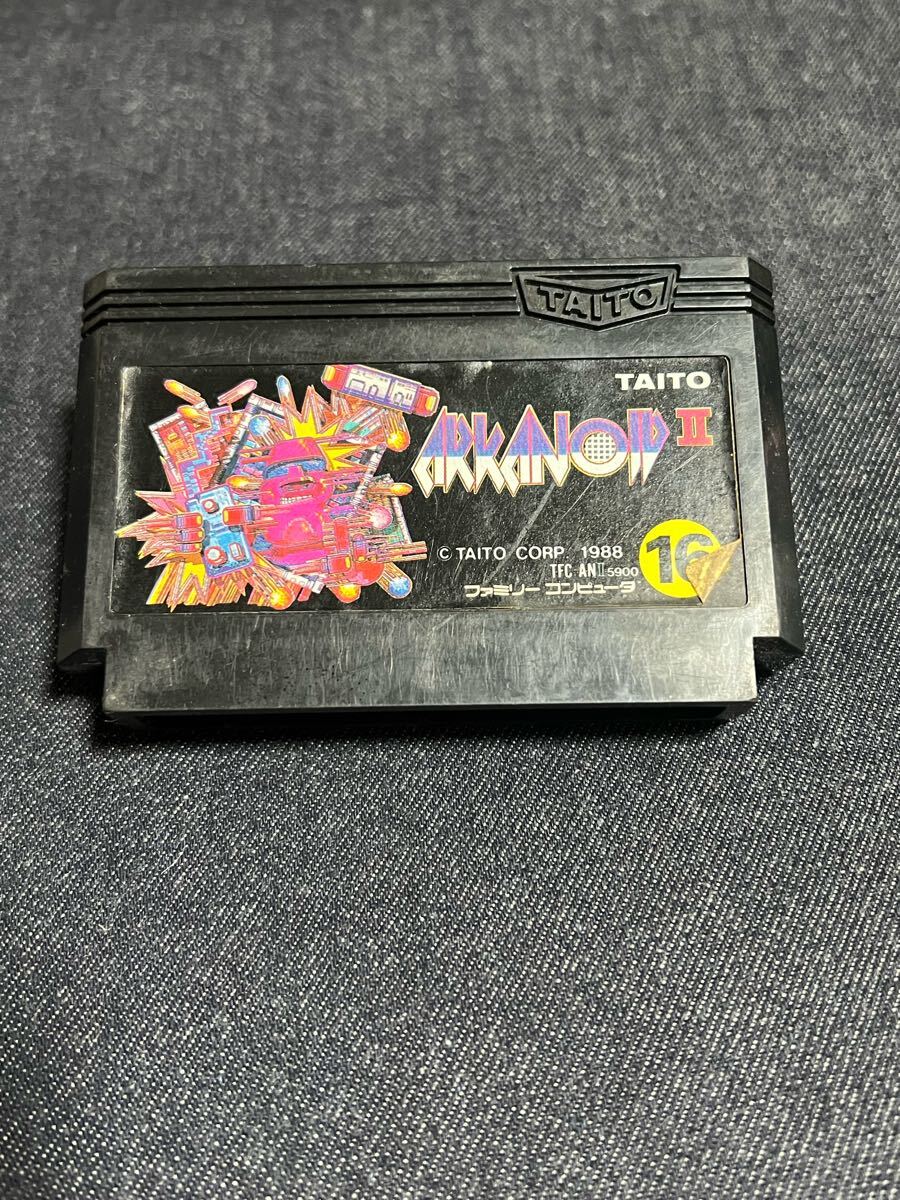 TAITO
TAITO
ARKANOID II
© TAITO CORP. 1988
TFC-ANII 5900
16
ファミリーコンピュータ